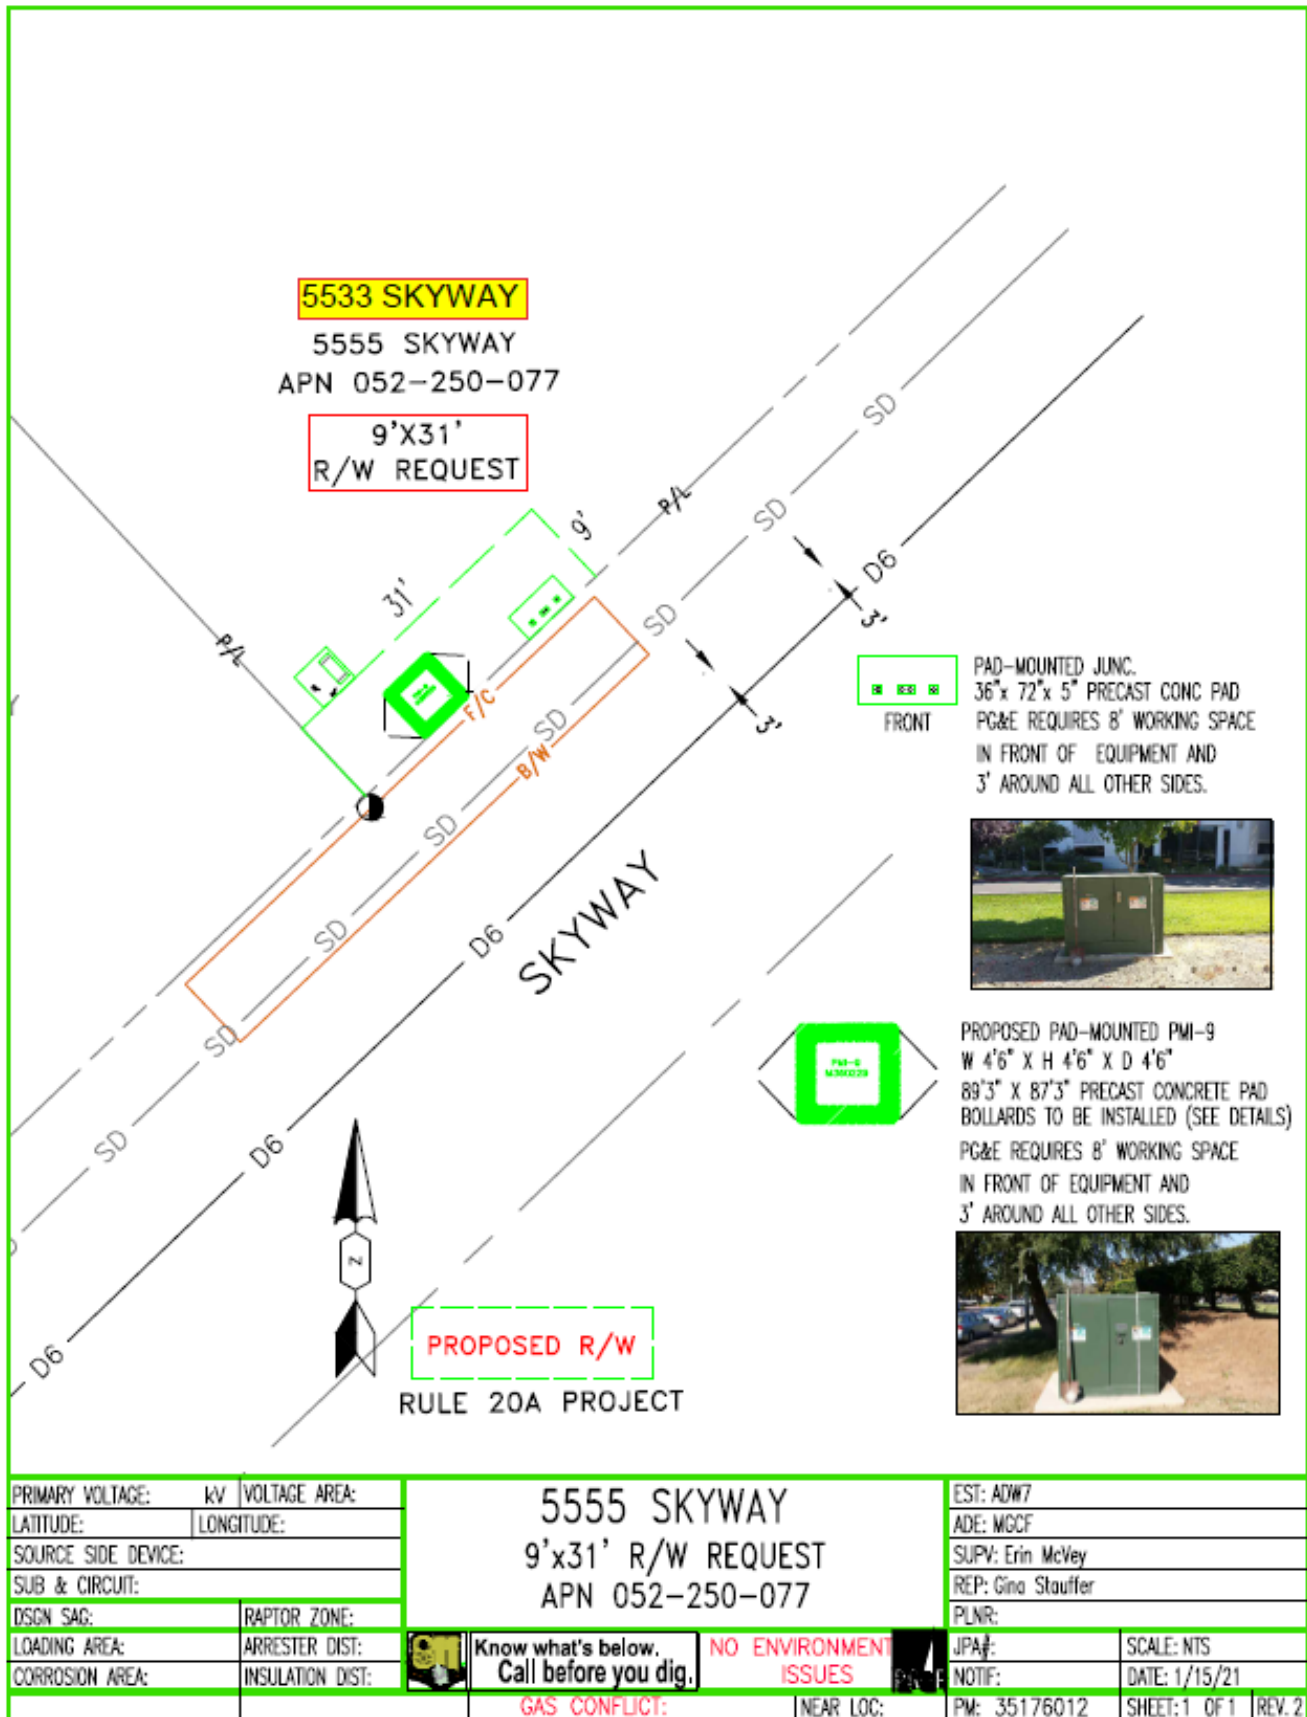 5533 SKYWAY
5555 SKYWAY
APN 052-250-077
9'X31'
R/W REQUEST
9'
31'
P/L
P/L
SD
SD
SD
SD
SD
SD
SD
SD
D6
D6
D6
D6
3'
3'
F/C
B/W
SKYWAY
FRONT
PAD-MOUNTED JUNC.
36"x 72"x 5" PRECAST CONC PAD
PG&E REQUIRES 8' WORKING SPACE
IN FRONT OF EQUIPMENT AND
3' AROUND ALL OTHER SIDES.
PMI-9
PROPOSED PAD-MOUNTED PMI-9
W 4'6" X H 4'6" X D 4'6"
89'3" X 87'3" PRECAST CONCRETE PAD
BOLLARDS TO BE INSTALLED (SEE DETAILS)
PG&E REQUIRES 8' WORKING SPACE
IN FRONT OF EQUIPMENT AND
3' AROUND ALL OTHER SIDES.
N
PROPOSED R/W
RULE 20A PROJECT
PRIMARY VOLTAGE: kV VOLTAGE AREA:
LATITUDE: LONGITUDE:
SOURCE SIDE DEVICE:
SUB & CIRCUIT:
DSGN SAG: RAPTOR ZONE:
LOADING AREA: ARRESTER DIST:
CORROSION AREA: INSULATION DIST:
5555 SKYWAY
9'x31' R/W REQUEST
APN 052-250-077
811
Know what's below.
Call before you dig.
NO ENVIRONMENT
ISSUES
GAS CONFLICT: NEAR LOC:
EST: ADW7
ADE: MGCF
SUPV: Erin McVey
REP: Gina Stauffer
PLNR:
JPA#: SCALE: NTS
NOTIF: DATE: 1/15/21
PM: 35176012 SHEET: 1 OF 1 REV. 2